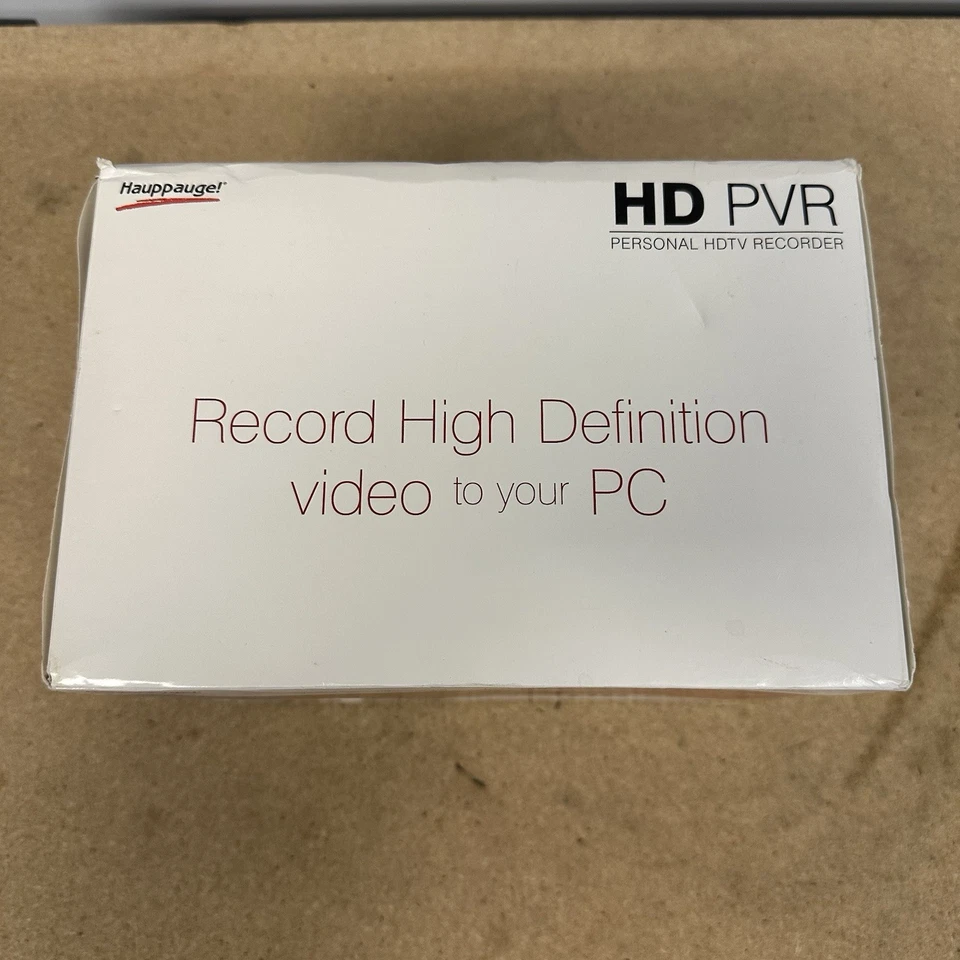 Hauppauge!®
HD PVR
PERSONAL HDTV RECORDER
Record High Definition
video to your PC